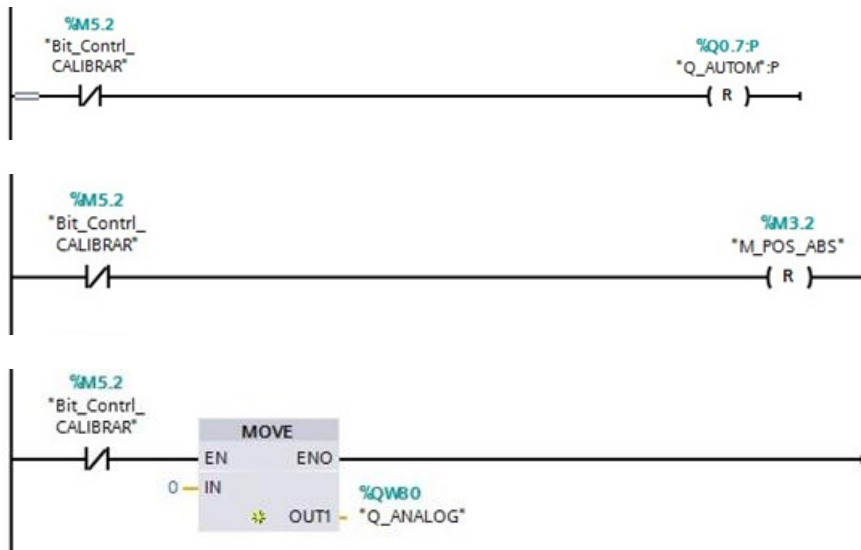 %M5.2
"Bit_Contrl_
CALIBRAR"
%Q0.7:P
"Q_AUTOM":P
R
%M5.2
"Bit_Contrl_
CALIBRAR"
%M3.2
"M_POS_ABS"
R
%M5.2
"Bit_Contrl_
CALIBRAR"
MOVE
EN ENO
0 IN
%QW80
OUT1 "Q_ANALOG"